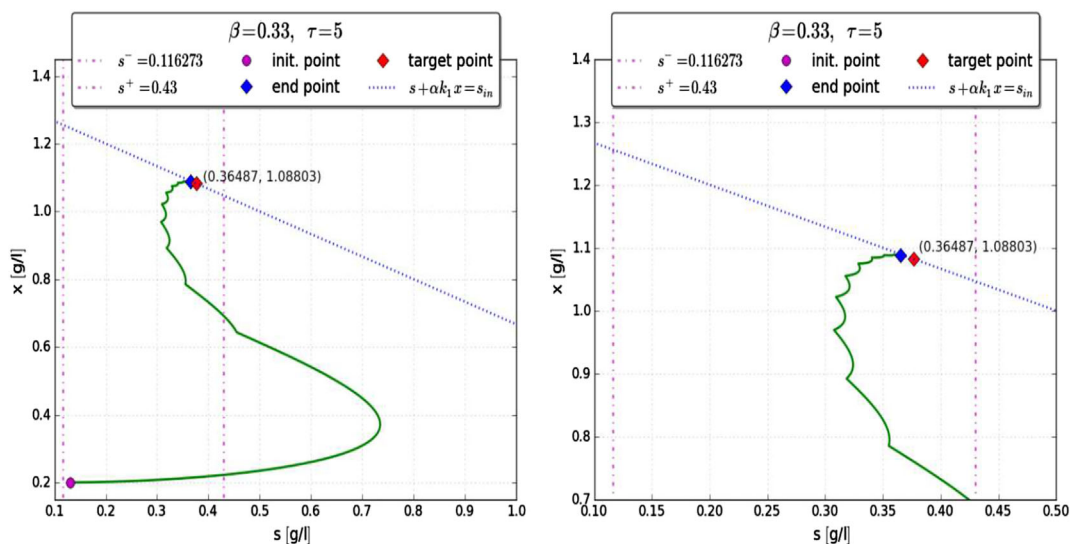 β=0.33, τ=5
s⁻=0.116273
init. point
target point
s⁺=0.43
end point
s+αk₁x=s_in
1.4
1.2
1.0
0.8
0.6
0.4
0.2
x [g/l]
(0.36487, 1.08803)
0.1 0.2 0.3 0.4 0.5 0.6 0.7 0.8 0.9 1.0
s [g/l]
β=0.33, τ=5
s⁻=0.116273
init. point
target point
s⁺=0.43
end point
s+αk₁x=s_in
1.4
1.3
1.2
1.1
1.0
0.9
0.8
0.7
x [g/l]
(0.36487, 1.08803)
0.10 0.15 0.20 0.25 0.30 0.35 0.40 0.45 0.50
s [g/l]